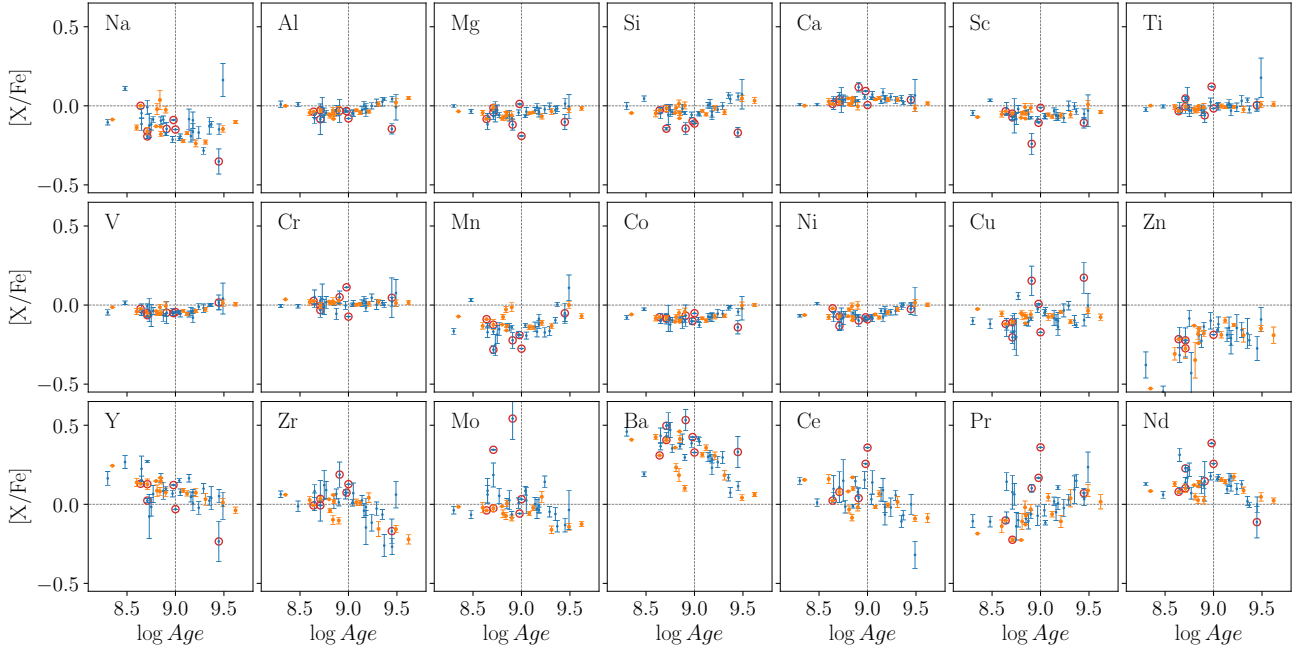 Na Al Mg Si Ca Sc Ti
0.5
0.0
−0.5
[X/Fe]
V Cr Mn Co Ni Cu Zn
0.5
0.0
−0.5
[X/Fe]
Y Zr Mo Ba Ce Pr Nd
0.5
0.0
−0.5
[X/Fe]
8.5 9.0 9.5 8.5 9.0 9.5 8.5 9.0 9.5 8.5 9.0 9.5 8.5 9.0 9.5 8.5 9.0 9.5 8.5 9.0 9.5
log Age log Age log Age log Age log Age log Age log Age